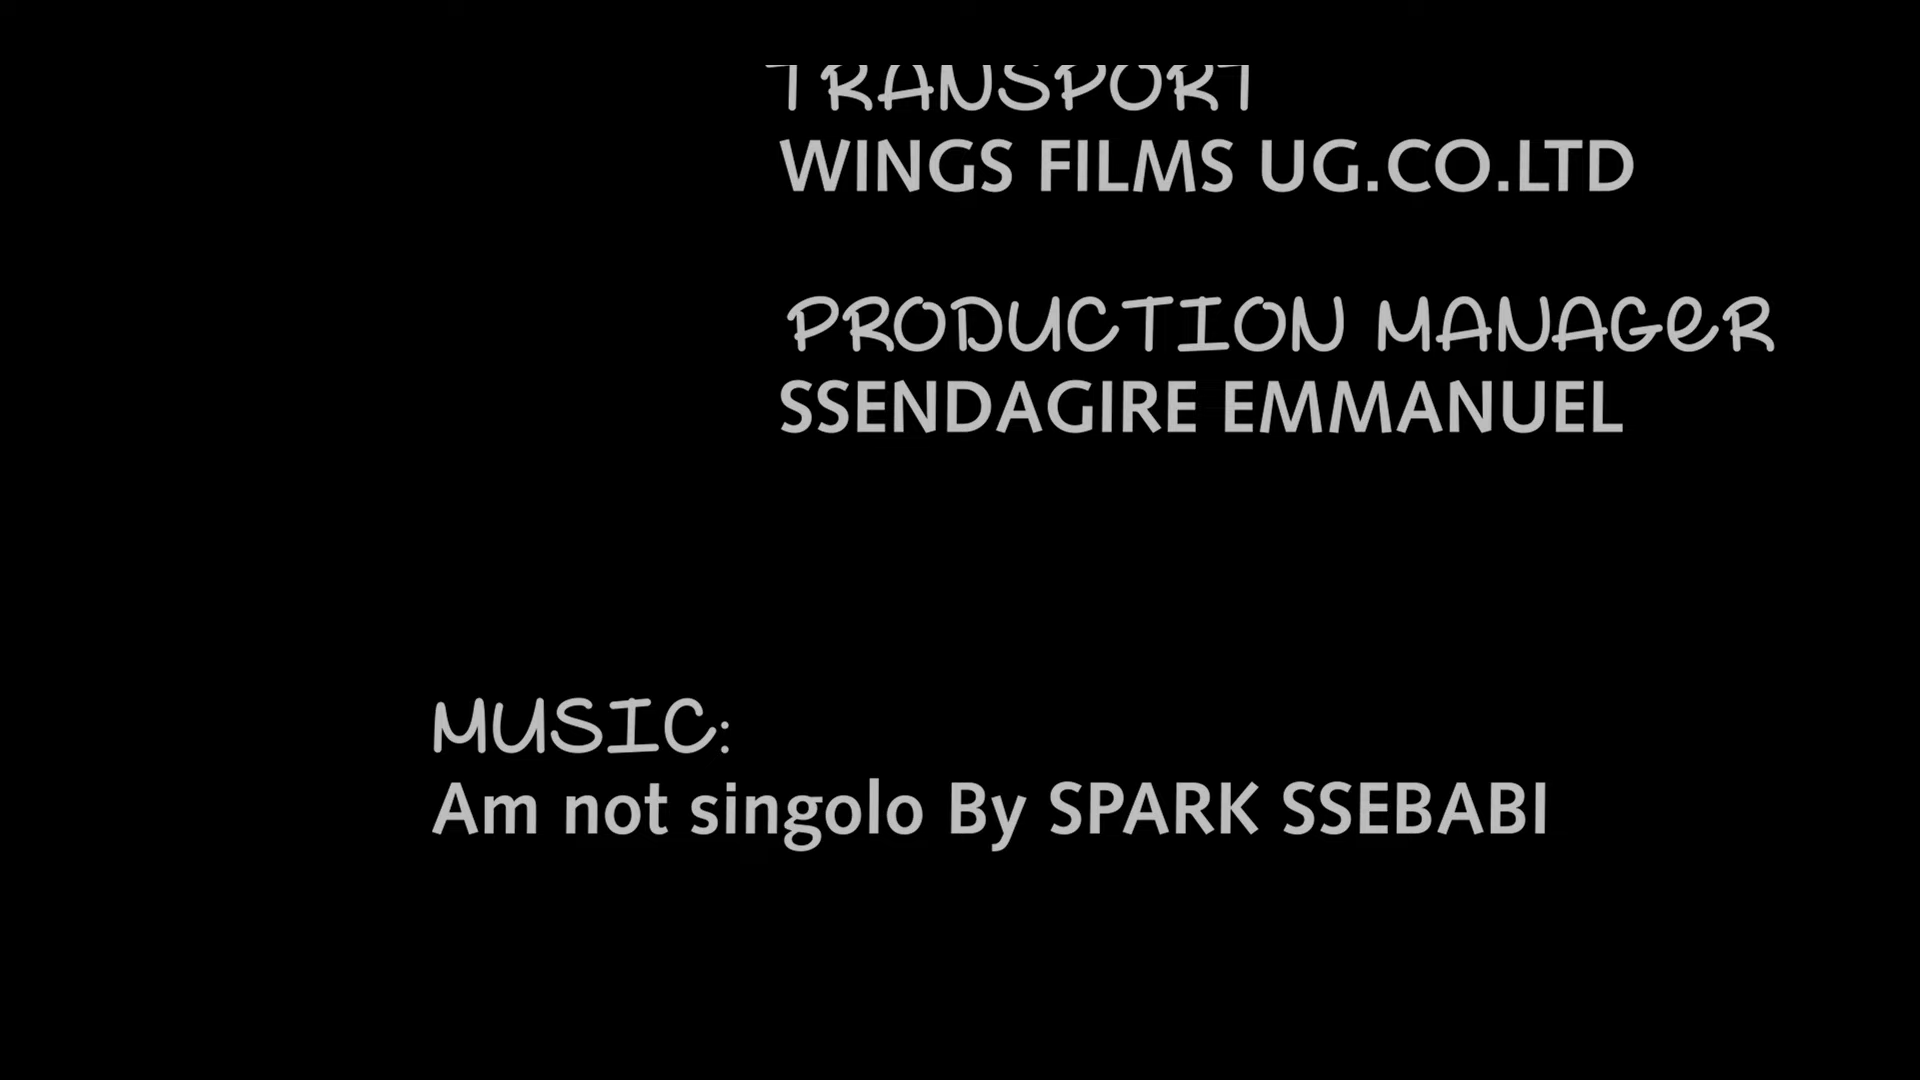 TRANSPORT
WINGS FILMS UG.CO.LTD
PRODUCTION MANAGER
SSENDAGIRE EMMANUEL
MUSIC:
Am not singolo By SPARK SSEBABI